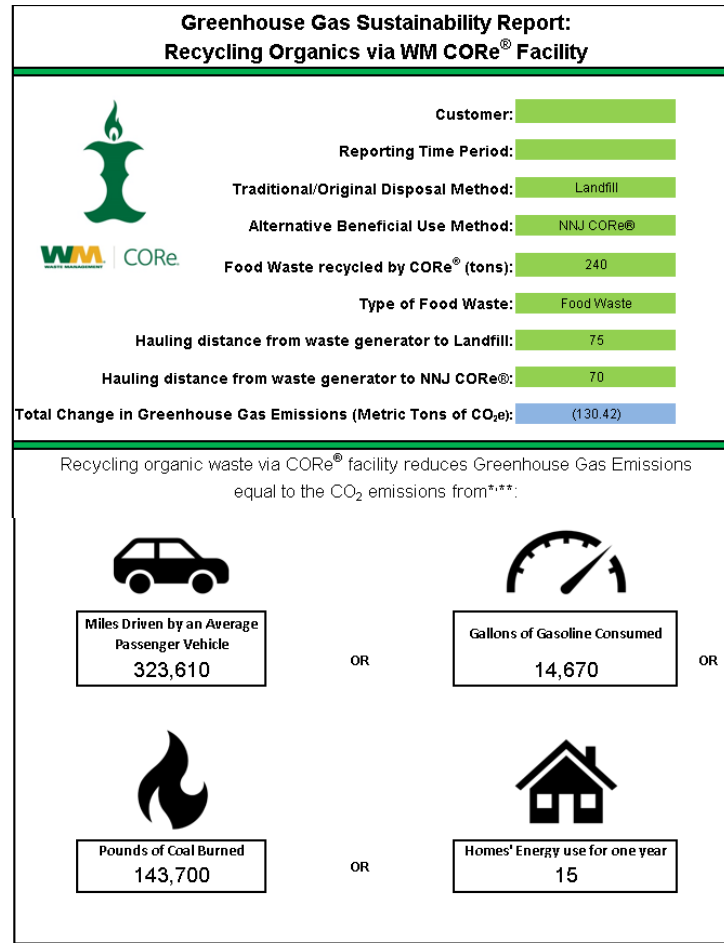 Greenhouse Gas Sustainability Report:
Recycling Organics via WM CORe® Facility
Customer:
Reporting Time Period:
Traditional/Original Disposal Method: Landfill
Alternative Beneficial Use Method: NNJ CORe®
WM.
WASTE MANAGEMENT
CORe.
Food Waste recycled by CORe® (tons): 240
Type of Food Waste: Food Waste
Hauling distance from waste generator to Landfill: 75
Hauling distance from waste generator to NNJ CORe®: 70
Total Change in Greenhouse Gas Emissions (Metric Tons of CO₂e): (130.42)
Recycling organic waste via CORe® facility reduces Greenhouse Gas Emissions
equal to the CO₂ emissions from*,**:
Miles Driven by an Average
Passenger Vehicle
323,610
OR
Gallons of Gasoline Consumed
14,670
OR
Pounds of Coal Burned
143,700
OR
Homes' Energy use for one year
15